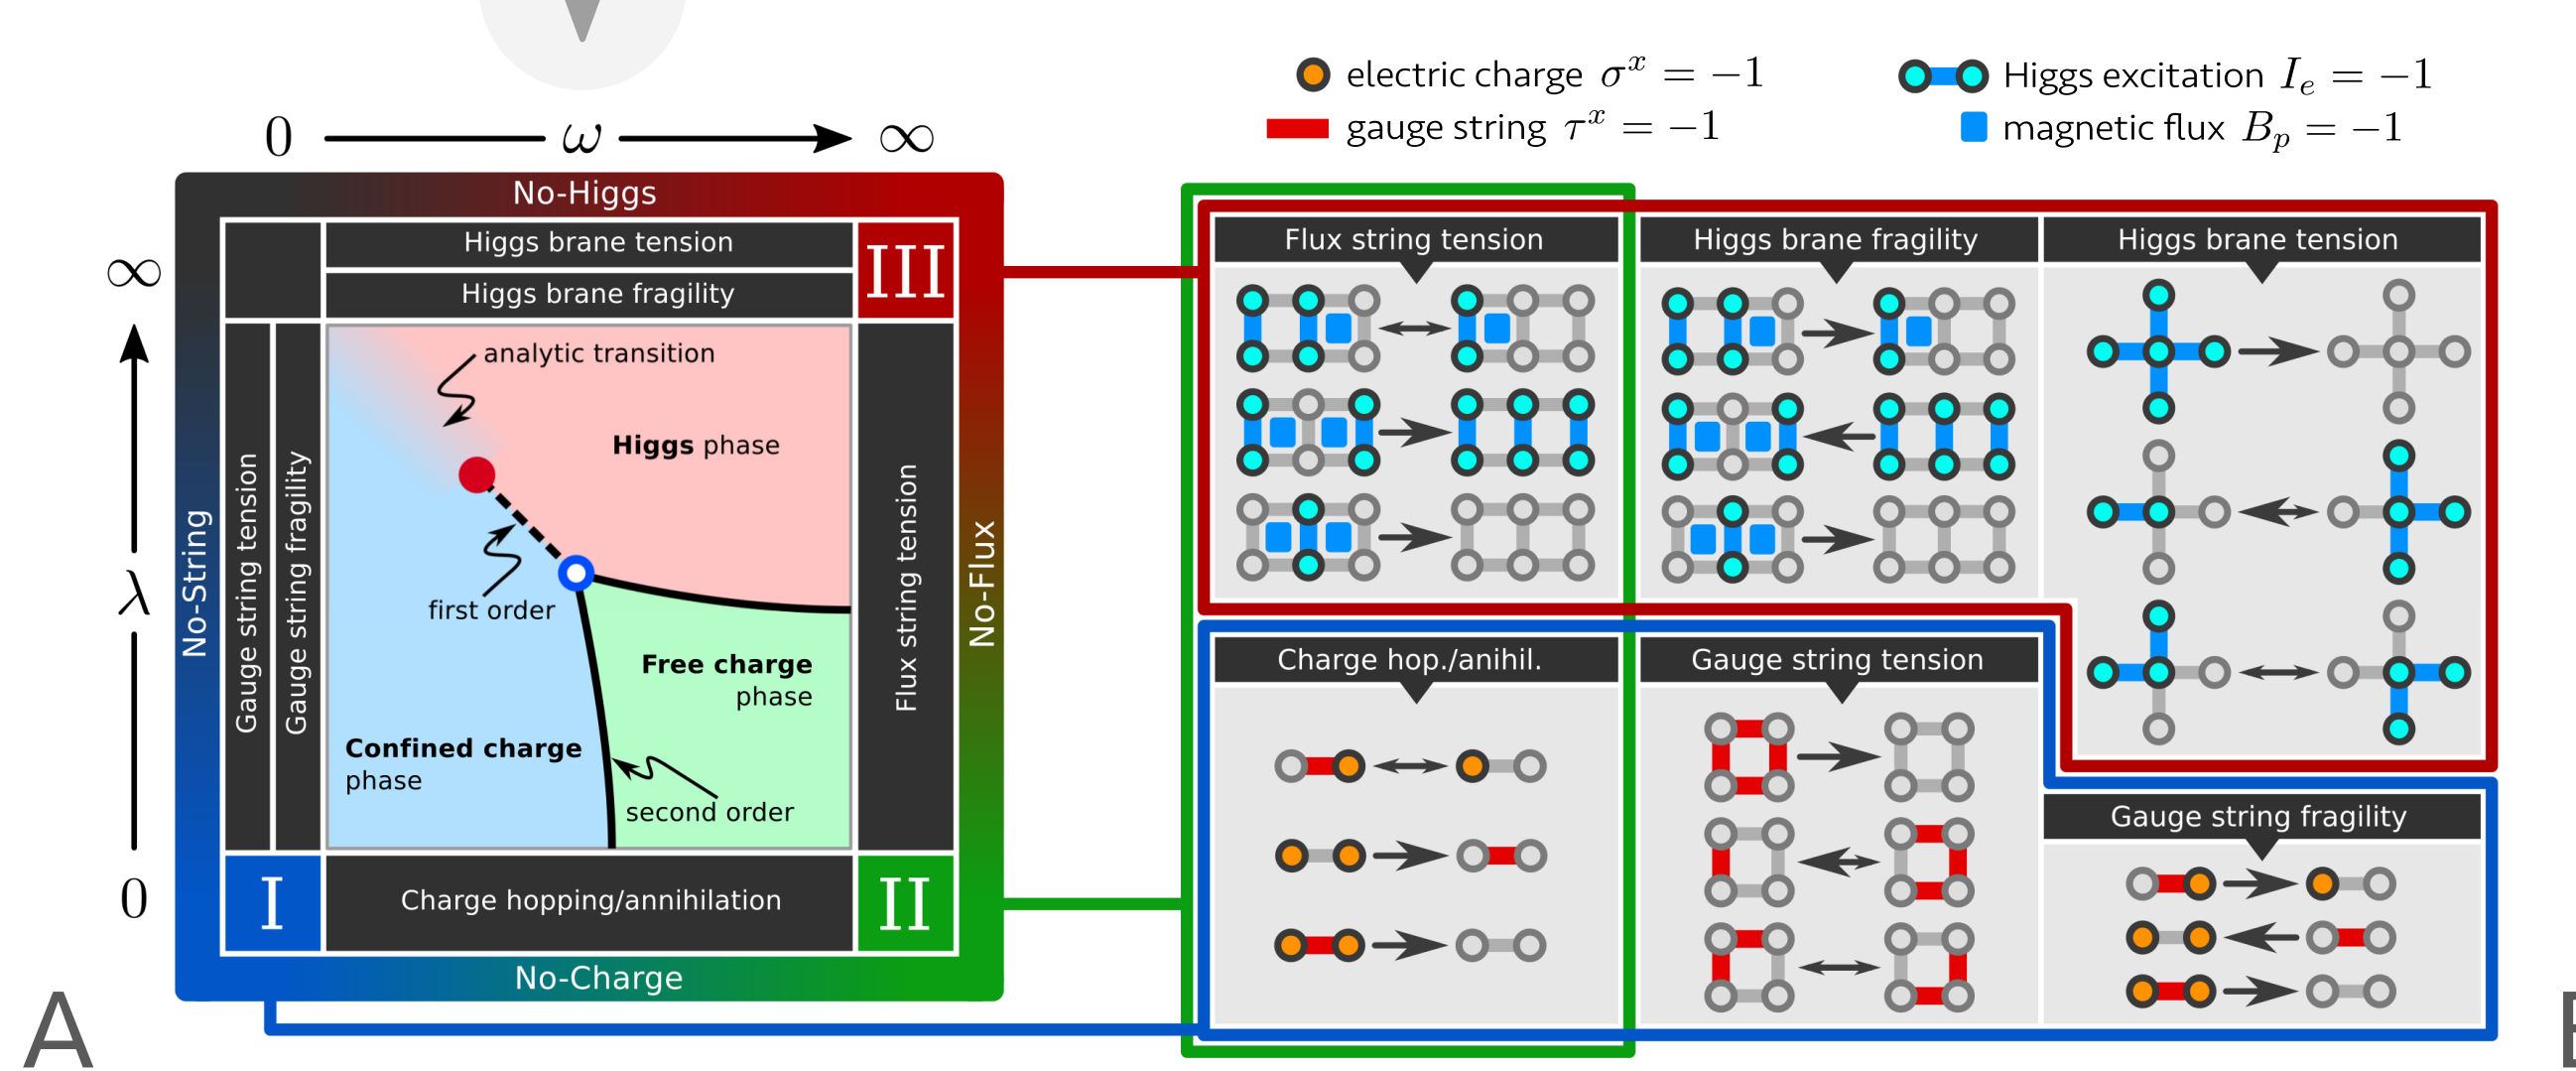 electric charge σ^x = −1
Higgs excitation I_e = −1
gauge string τ^x = −1
magnetic flux B_p = −1
0 ω ∞
No-Higgs
Higgs brane tension
Higgs brane fragility
III
∞
λ
0
No-String
Gauge string tension
Gauge string fragility
analytic transition
Higgs phase
first order
Free charge
phase
Confined charge
phase
second order
Flux string tension
No-Flux
I
Charge hopping/annihilation
II
No-Charge
A
Flux string tension
Higgs brane fragility
Higgs brane tension
Charge hop./anihil.
Gauge string tension
Gauge string fragility